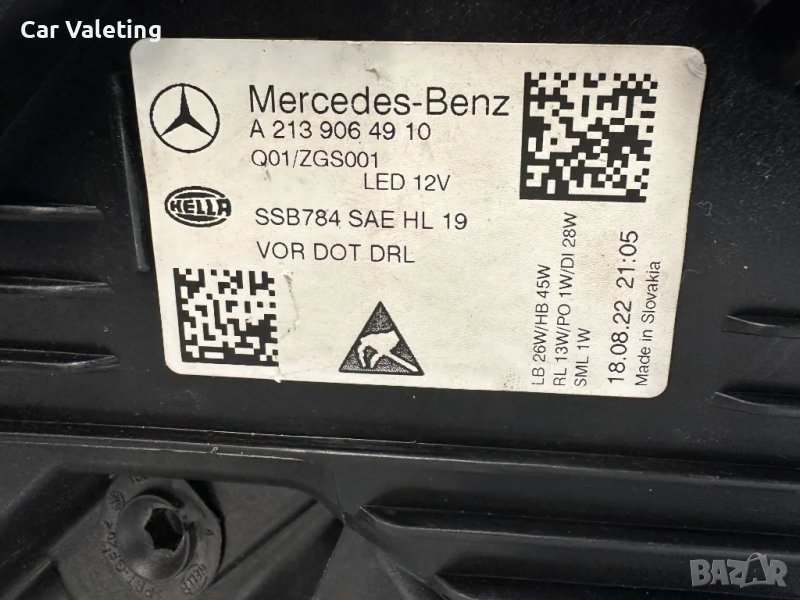 Car Valeting
Mercedes-Benz
A 213 906 49 10
Q01/ZGS001
LED 12V
HELLA
SSB784 SAE HL 19
VOR DOT DRL
LB 26W/HB 45W
RL 13W/PO 1W/DI 28W
SML 1W
18.08.22 21:05
Made in Slovakia
HELLA
BAZAR